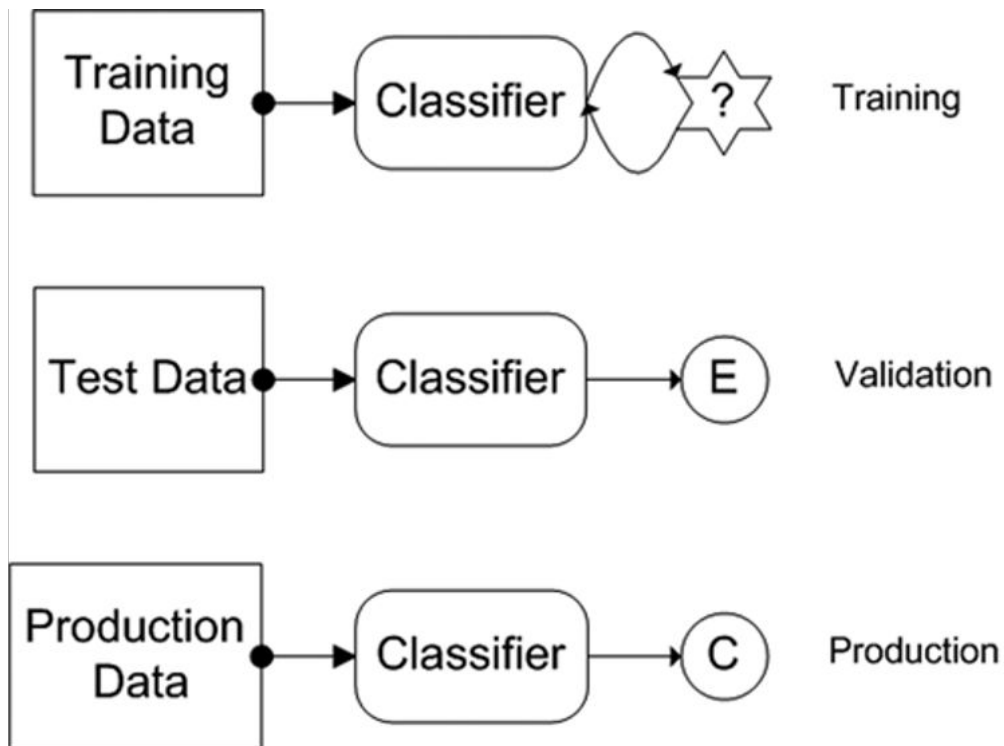 Training
Data
Classifier
?
Training
Test Data
Classifier
E
Validation
Production
Data
Classifier
C
Production